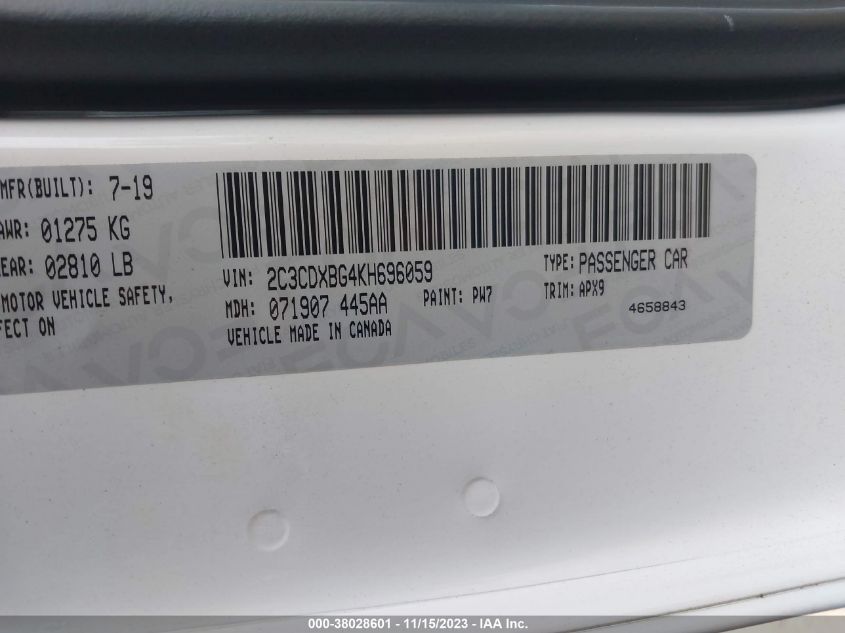 MFR(BUILT): 7-19
AWR: 01275 KG
EAR: 02810 LB
MOTOR VEHICLE SAFETY,
FECT ON
VIN: 2C3CDXBG4KH696059
TYPE: PASSENGER CAR
MDH: 071907 445AA
PAINT: PW7
TRIM: APX9
VEHICLE MADE IN CANADA
4658843
000-38028601 - 11/15/2023 - IAA Inc.